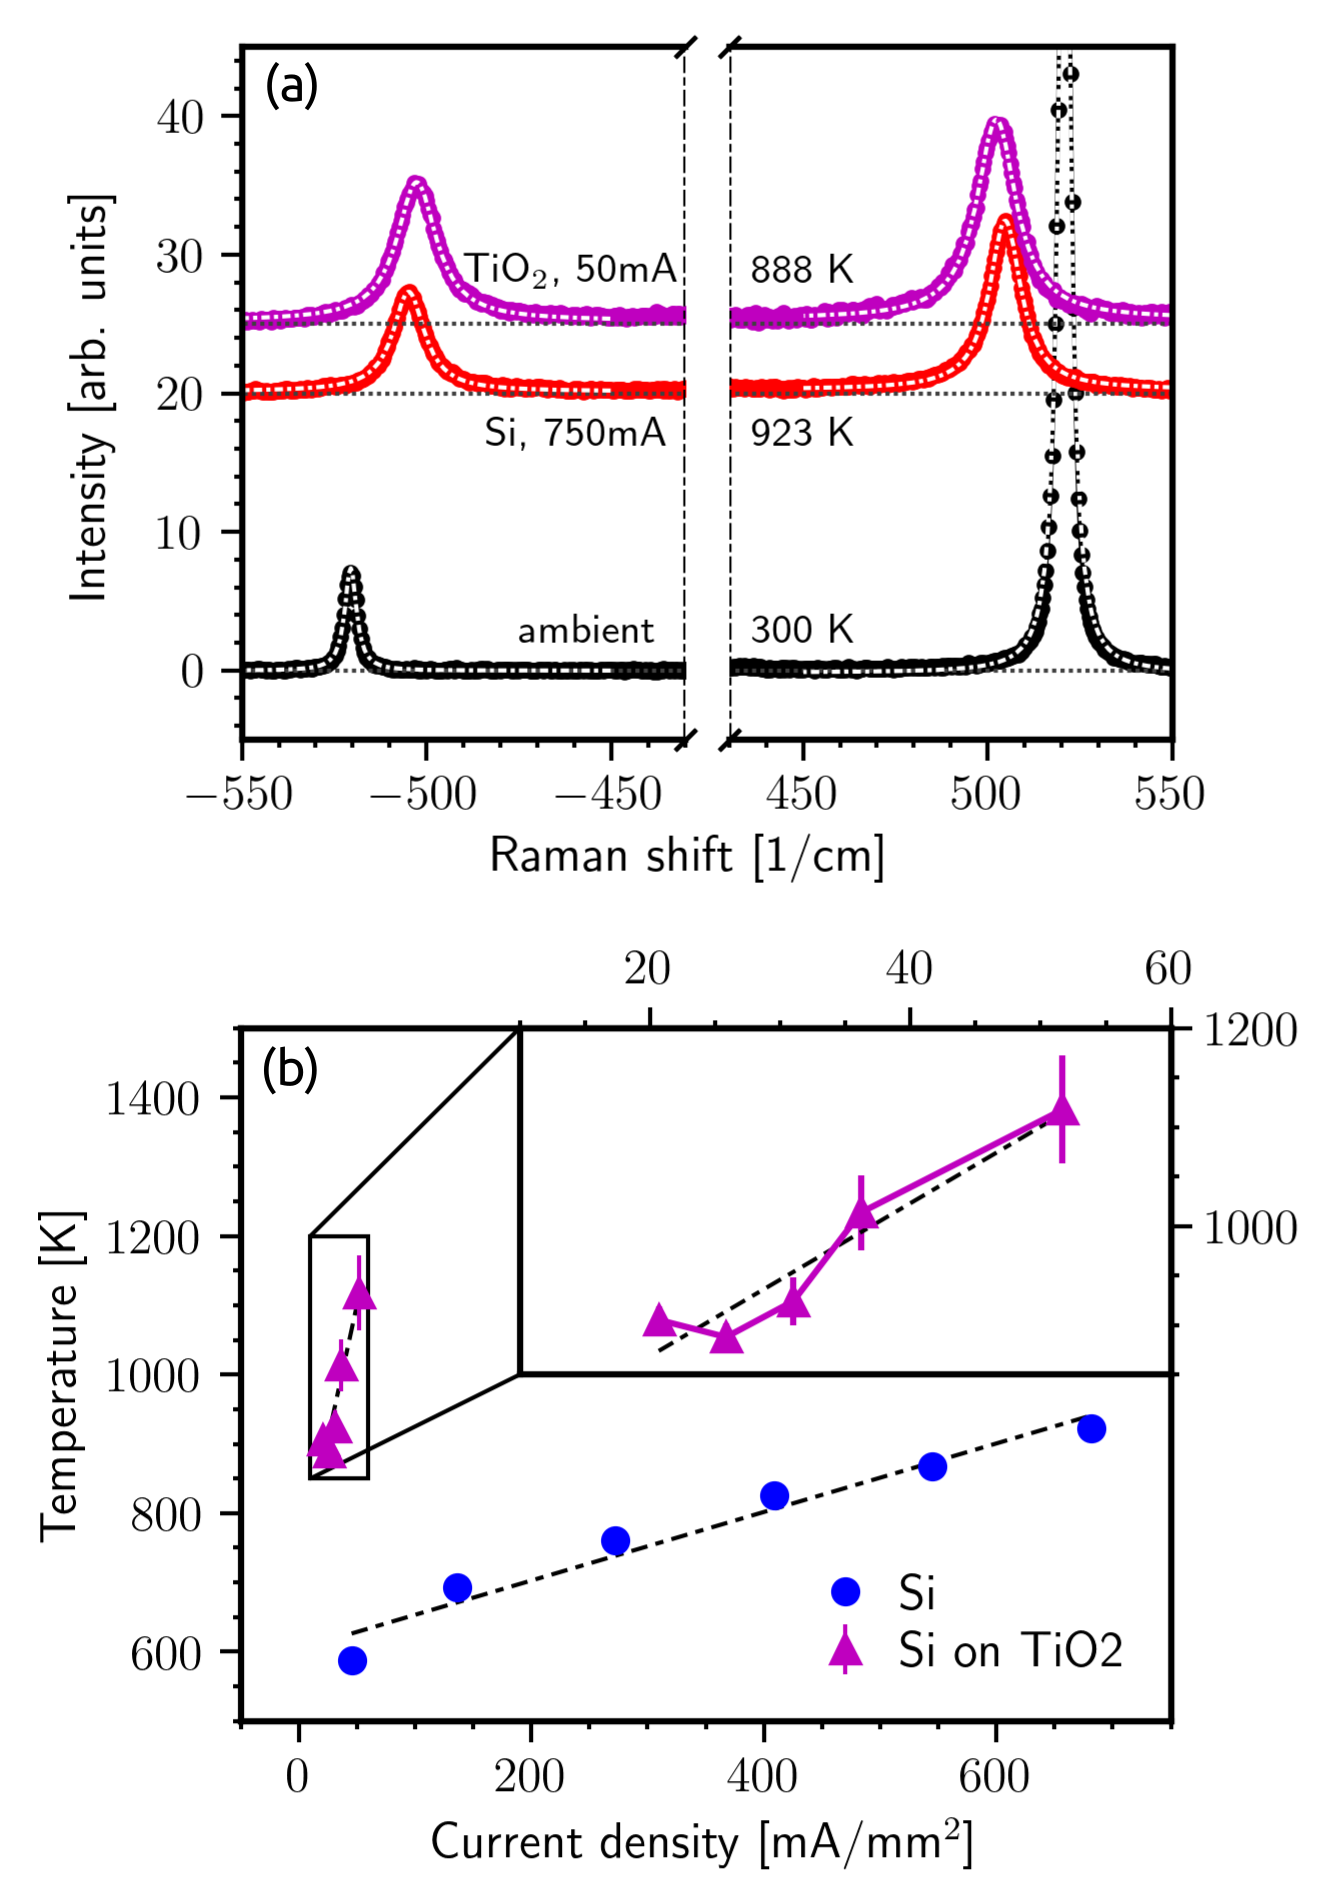 (a)
40
30
20
10
0
Intensity [arb. units]
TiO₂, 50mA
888 K
Si, 750mA
923 K
ambient
300 K
−550 −500 −450 450 500 550
Raman shift [1/cm]
20 40 60
(b)
1200
1000
1400
1200
1000
800
600
Temperature [K]
Si
Si on TiO2
0 200 400 600
Current density [mA/mm²]